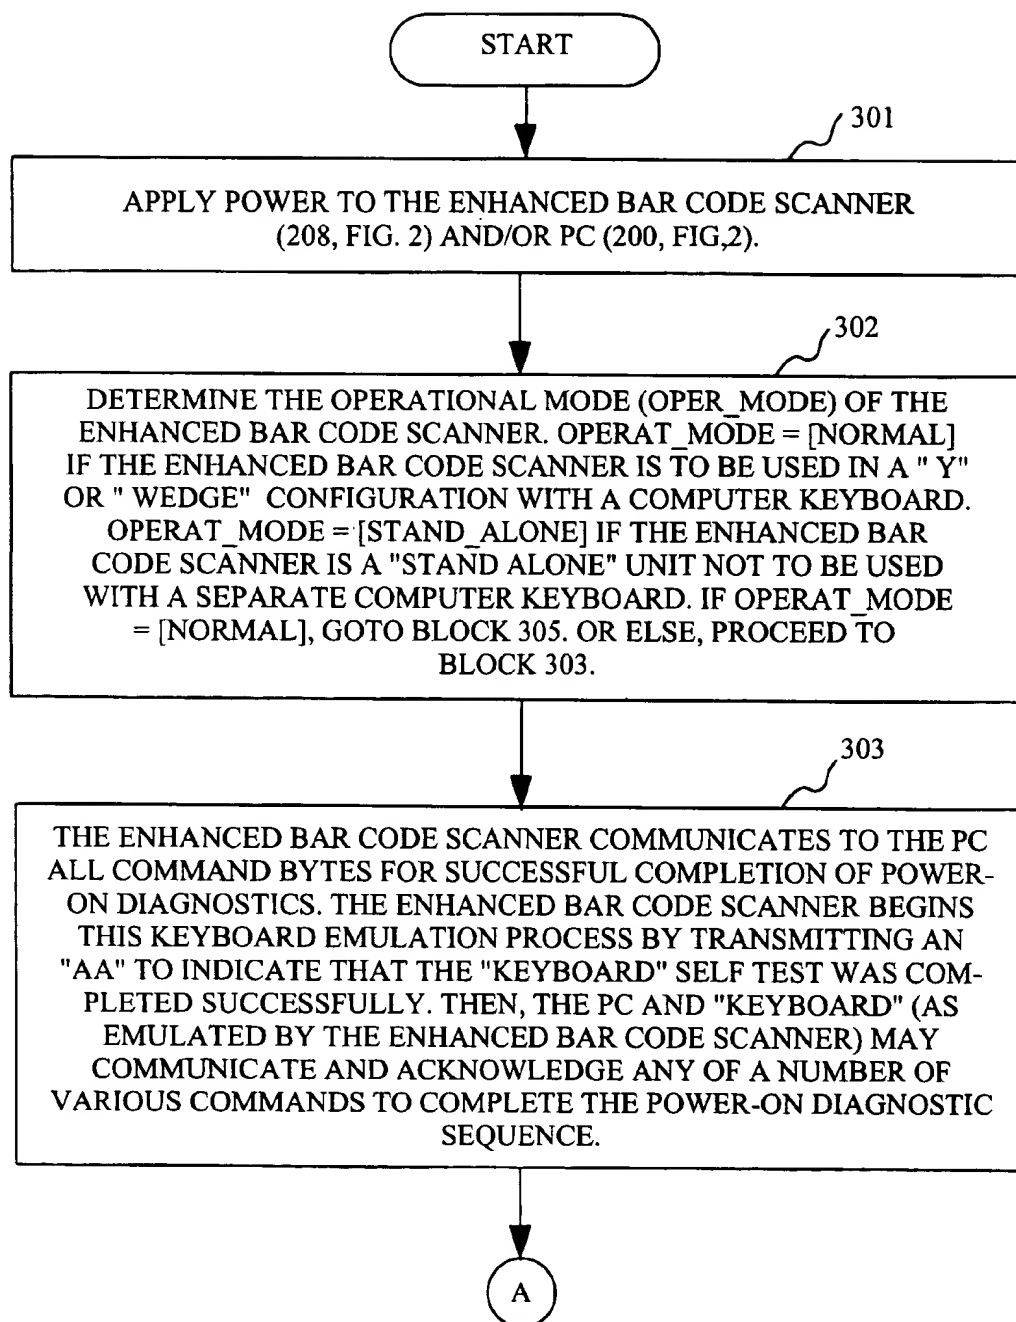 START
301
APPLY POWER TO THE ENHANCED BAR CODE SCANNER
(208, FIG. 2) AND/OR PC (200, FIG,2).
302
DETERMINE THE OPERATIONAL MODE (OPER_MODE) OF THE
ENHANCED BAR CODE SCANNER. OPERAT_MODE = [NORMAL]
IF THE ENHANCED BAR CODE SCANNER IS TO BE USED IN A " Y"
OR " WEDGE" CONFIGURATION WITH A COMPUTER KEYBOARD.
OPERAT_MODE = [STAND_ALONE] IF THE ENHANCED BAR
CODE SCANNER IS A "STAND ALONE" UNIT NOT TO BE USED
WITH A SEPARATE COMPUTER KEYBOARD. IF OPERAT_MODE
= [NORMAL], GOTO BLOCK 305. OR ELSE, PROCEED TO
BLOCK 303.
303
THE ENHANCED BAR CODE SCANNER COMMUNICATES TO THE PC
ALL COMMAND BYTES FOR SUCCESSFUL COMPLETION OF POWER-
ON DIAGNOSTICS. THE ENHANCED BAR CODE SCANNER BEGINS
THIS KEYBOARD EMULATION PROCESS BY TRANSMITTING AN
"AA" TO INDICATE THAT THE "KEYBOARD" SELF TEST WAS COM-
PLETED SUCCESSFULLY. THEN, THE PC AND "KEYBOARD" (AS
EMULATED BY THE ENHANCED BAR CODE SCANNER) MAY
COMMUNICATE AND ACKNOWLEDGE ANY OF A NUMBER OF
VARIOUS COMMANDS TO COMPLETE THE POWER-ON DIAGNOSTIC
SEQUENCE.
A